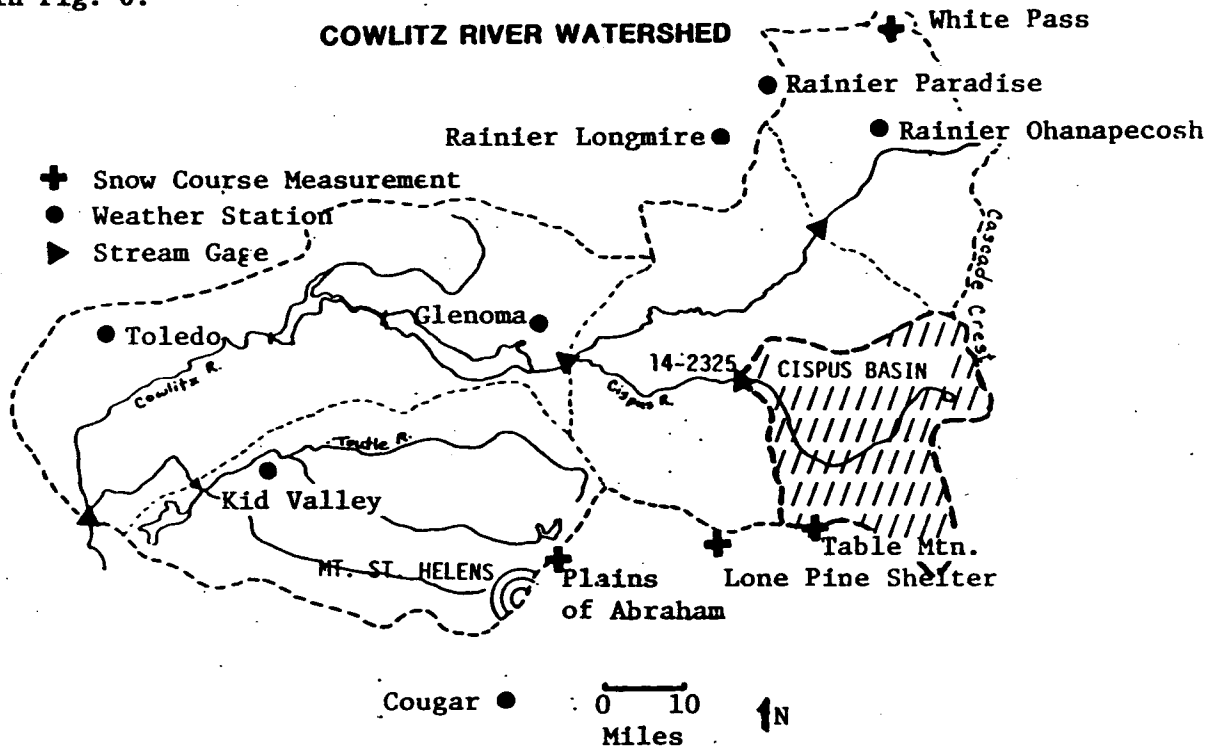 in Fig. 6.
COWLITZ RIVER WATERSHED
White Pass
Rainier Paradise
Rainier Longmire
Rainier Ohanapecosh
Snow Course Measurement
Weather Station
Stream Gage
Cascade Crest
Toledo
Glenoma
14-2325
CISPUS BASIN
Cowlitz R.
Cispus R.
Toutle R.
Kid Valley
MT. ST. HELENS
Plains
of Abraham
Table Mtn.
Lone Pine Shelter
Cougar
0 10
Miles
N